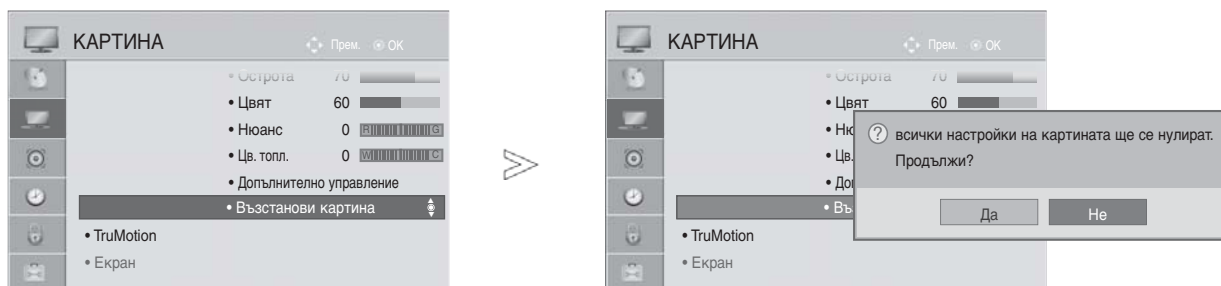 КАРТИНА
Прем. OK
• Острота 70
• Цвят 60
• Нюанс 0 R G
• Цв. топл. 0 W C
• Допълнително управление
• Възстанови картина
• TruMotion
• Екран
КАРТИНА
Прем. OK
• Острота 70
• Цвят 60
• Ню
• Цв.
• Доп
• Въ
• TruMotion
• Екран
? всички настройки на картината ще се нулират.
Продължи?
Да Не